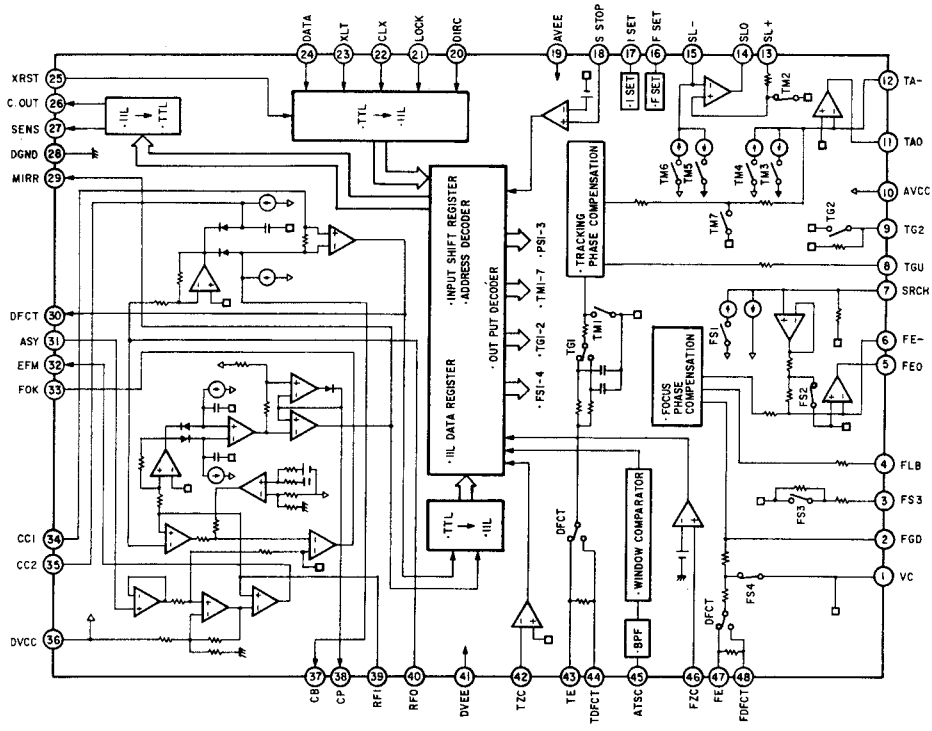 DATA
XLT
CLX
LOCK
DIRC
AVEE
S STOP
I SET
F SET
SL-
SLO
SL+
24
23
22
21
20
19
18
17
16
15
14
13
XRST 25
C. OUT 26
SENS 27
DGND 28
MIRR 29
DFCT 30
ASY 31
EFM 32
FOK 33
CC1 34
CC2 35
DVCC 36
·IIL → ·TTL
·TTL → ·IIL
·I SET
·F SET
TM2
TM6
TM5
TM4
TM3
TM7
TG2
12 TA-
11 TAO
10 AVCC
9 TG2
8 TGU
7 SRCH
6 FE-
5 FEO
4 FLB
3 FS3
2 FGD
1 VC
·TRACKING
PHASE COMPENSATION
·IIL DATA REGISTER
·INPUT SHIFT REGISTER
·ADDRESS DECODER
·OUT PUT DECODER
·PS1-3
·TM1-7
·TG1-2
·FS1-4
TM1
TG1
·FOCUS
PHASE
COMPENSATION
FS1
FS2
FS3
FS4
·TTL → ·IIL
DFCT
·WINDOW COMPARATOR
·BPF
DFCT
37
38
39
40
41
42
43
44
45
46
47
48
CB
CP
RFI
RFO
DVEE
TZC
TE
TDFCT
ATSC
FZC
FE
FDFCT